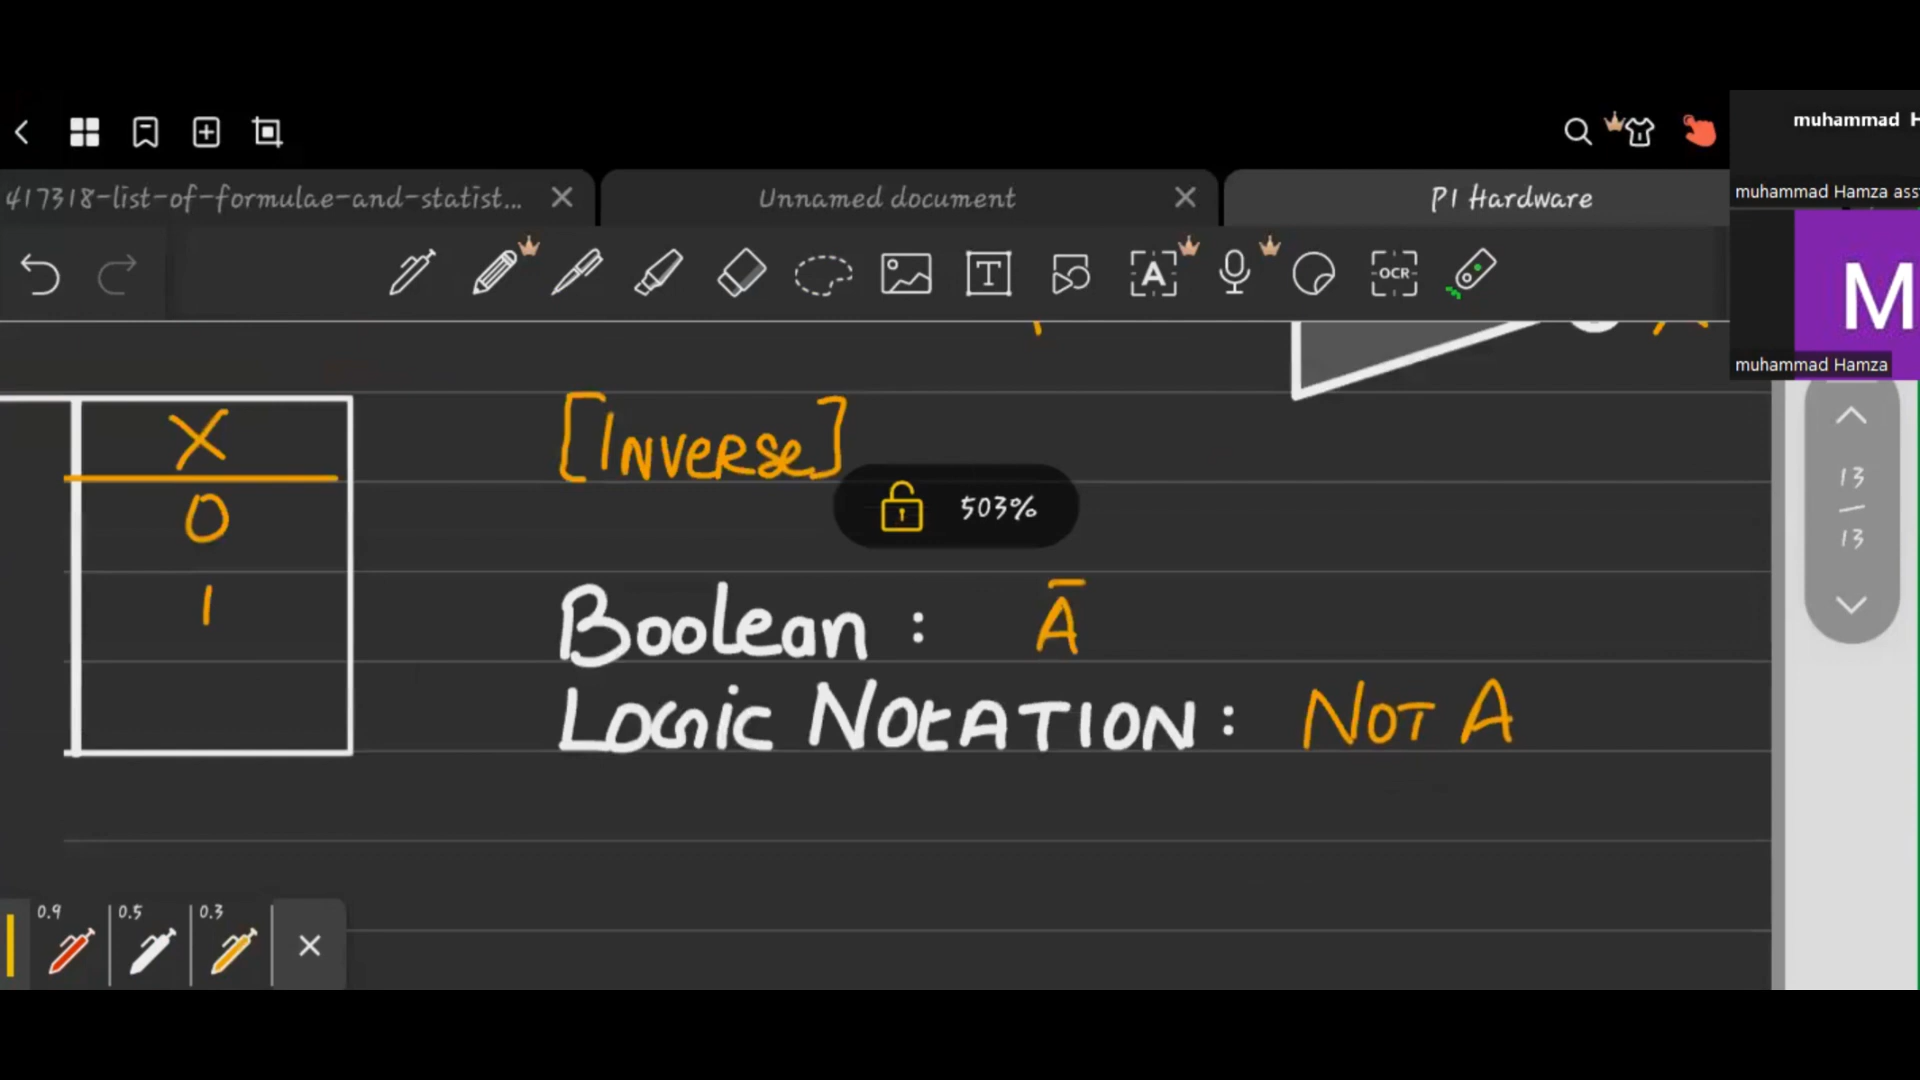 muhammad H
muhammad Hamza ass
417318-list-of-formulae-and-statist...
Unnamed document
P1 Hardware
T
A
OCR
M
muhammad Hamza
X
0
1
[INVERSE]
503%
13
13
Boolean : Ā
LOGIC NOtATION : NOT A
0.9
0.5
0.3